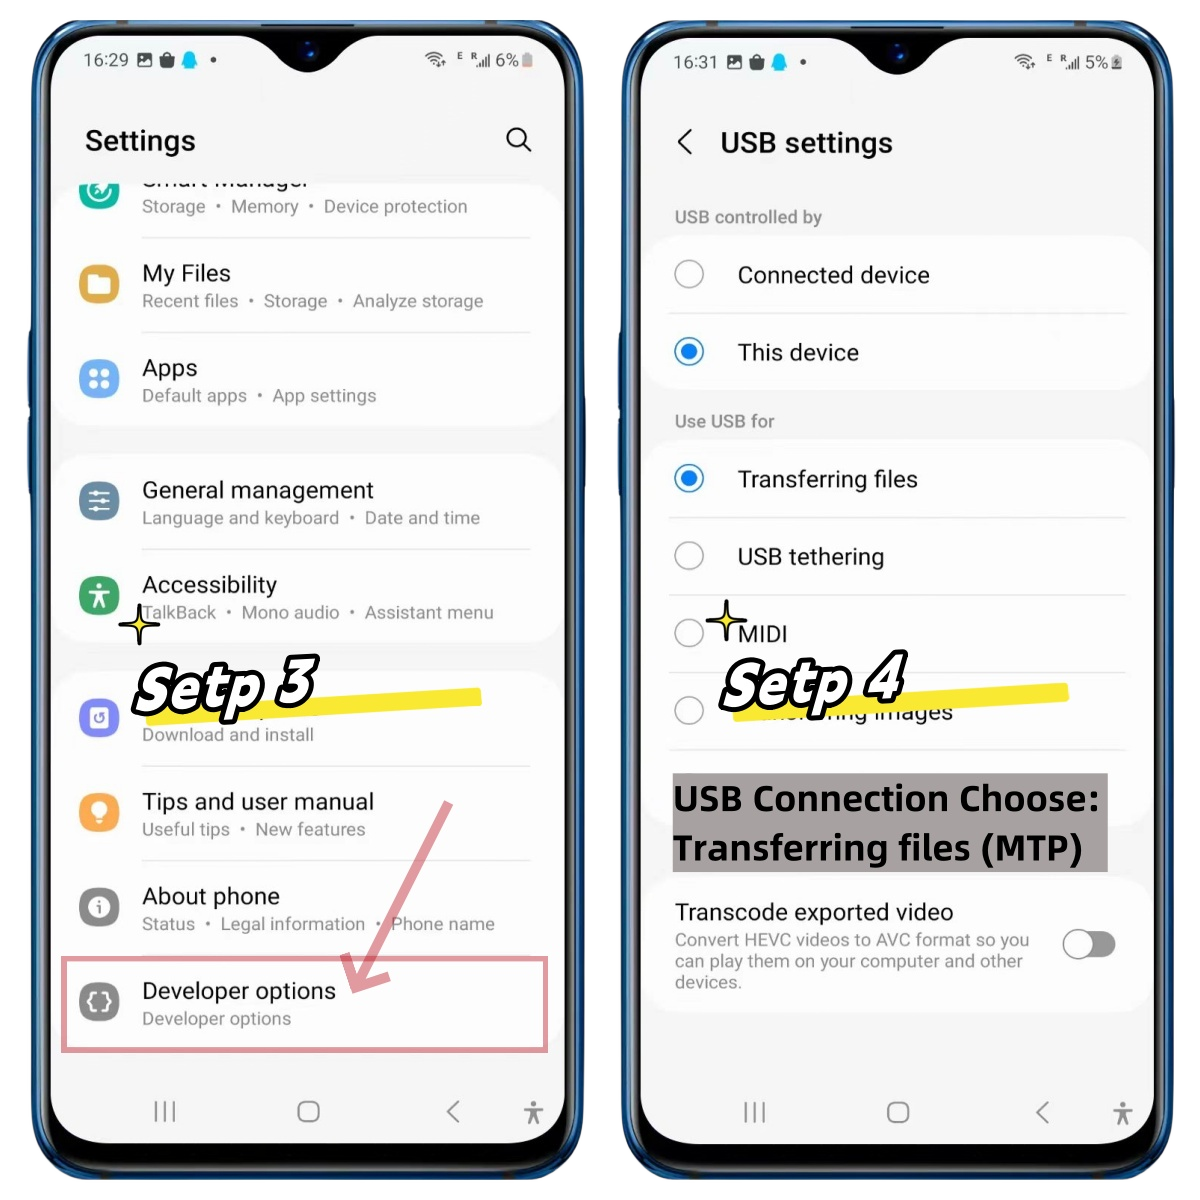 16:29
E R 6%
Settings
Smart Manager
Storage • Memory • Device protection
My Files
Recent files • Storage • Analyze storage
Apps
Default apps • App settings
General management
Language and keyboard • Date and time
Accessibility
TalkBack • Mono audio • Assistant menu
Setp 3
Download and install
Tips and user manual
Useful tips • New features
About phone
Status • Legal information • Phone name
Developer options
Developer options
16:31
E R 5%
USB settings
USB controlled by
Connected device
This device
Use USB for
Transferring files
USB tethering
MIDI
Setp 4
images
USB Connection Choose:
Transferring files (MTP)
Transcode exported video
Convert HEVC videos to AVC format so you
can play them on your computer and other
devices.